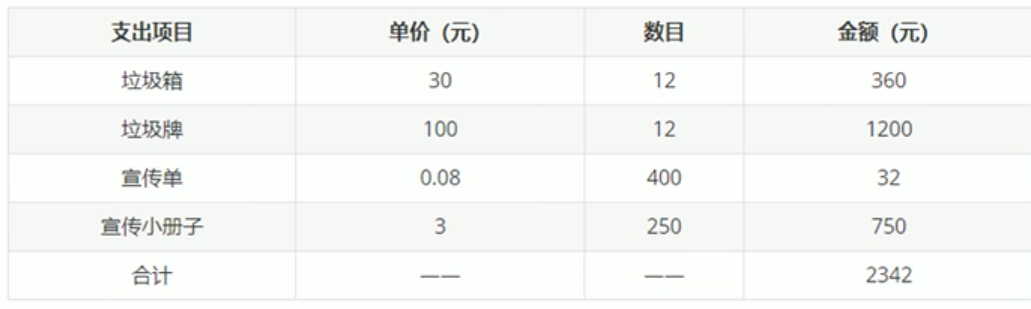 支出项目 单价（元） 数目 金额（元）
垃圾箱 30 12 360
垃圾牌 100 12 1200
宣传单 0.08 400 32
宣传小册子 3 250 750
合计 —— —— 2342